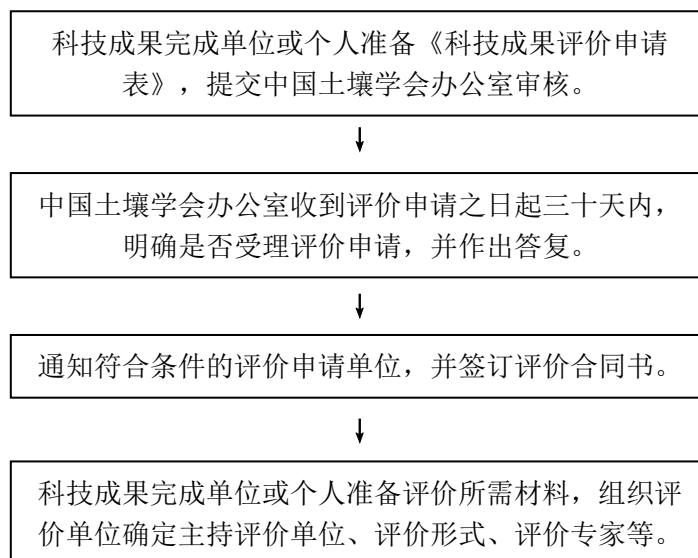 科技成果完成单位或个人准备《科技成果评价申请
表》，提交中国土壤学会办公室审核。
中国土壤学会办公室收到评价申请之日起三十天内，
明确是否受理评价申请，并作出答复。
通知符合条件的评价申请单位，并签订评价合同书。
科技成果完成单位或个人准备评价所需材料，组织评
价单位确定主持评价单位、评价形式、评价专家等。